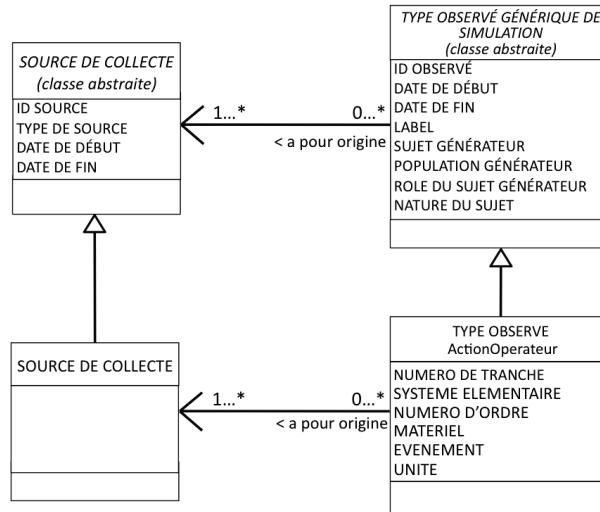 SOURCE DE COLLECTE
(classe abstraite)
ID SOURCE
TYPE DE SOURCE
DATE DE DÉBUT
DATE DE FIN
1...*
0...*
< a pour origine
TYPE OBSERVÉ GÉNÉRIQUE DE
SIMULATION
(classe abstraite)
ID OBSERVÉ
DATE DE DÉBUT
DATE DE FIN
LABEL
SUJET GÉNÉRATEUR
POPULATION GÉNÉRATEUR
ROLE DU SUJET GÉNÉRATEUR
NATURE DU SUJET
SOURCE DE COLLECTE
1...*
0...*
< a pour origine
TYPE OBSERVE
ActionOperateur
NUMERO DE TRANCHE
SYSTEME ELEMENTAIRE
NUMERO D'ORDRE
MATERIEL
EVENEMENT
UNITE